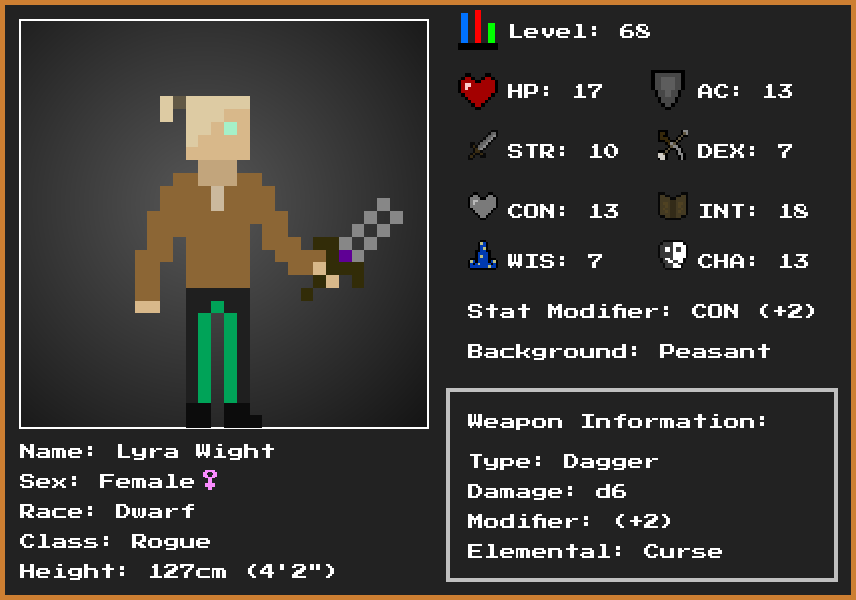 Level: 68
HP: 17 AC: 13
STR: 10 DEX: 7
CON: 13 INT: 18
WIS: 7 CHA: 13
Stat Modifier: CON (+2)
Background: Peasant
Weapon Information:
Type: Dagger
Damage: d6
Modifier: (+2)
Elemental: Curse
Name: Lyra Wight
Sex: Female♀
Race: Dwarf
Class: Rogue
Height: 127cm (4'2")